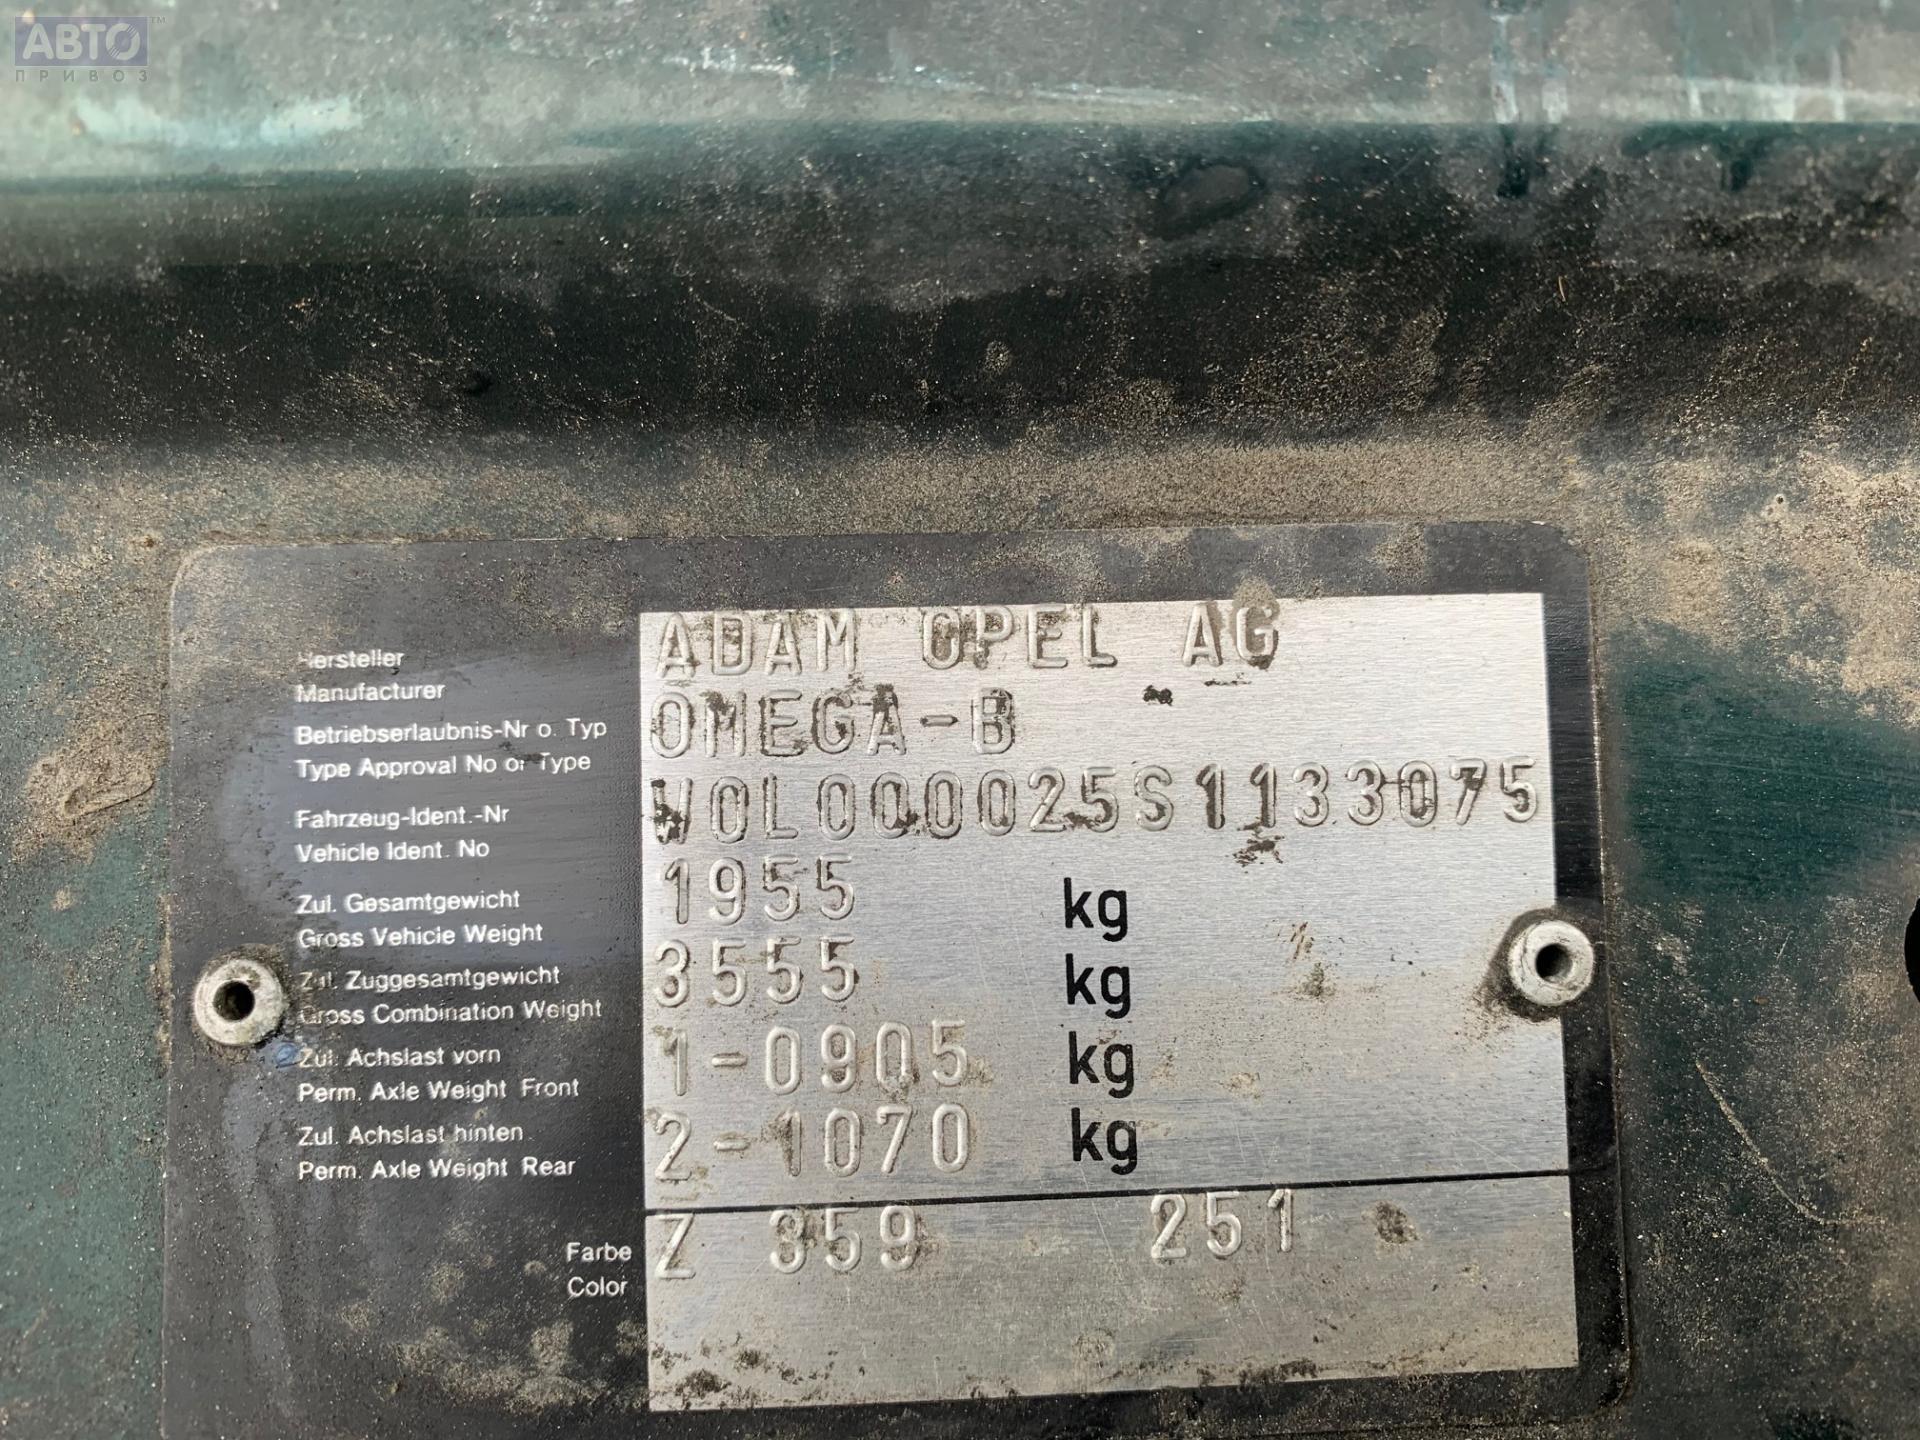 АВТО™
ПРИВОЗ
Hersteller
Manufacturer
ADAM OPEL AG
Betriebserlaubnis-Nr o. Typ
Type Approval No or Type
OMEGA-B
Fahrzeug-Ident.-Nr
Vehicle Ident. No
W0L000025S1133075
Zul. Gesamtgewicht
Gross Vehicle Weight
1955 kg
Zul. Zuggesamtgewicht
Gross Combination Weight
3555 kg
Zul. Achslast vorn
Perm. Axle Weight Front
1-0905 kg
Zul. Achslast hinten
Perm. Axle Weight Rear
2-1070 kg
Farbe
Color
Z 359 251